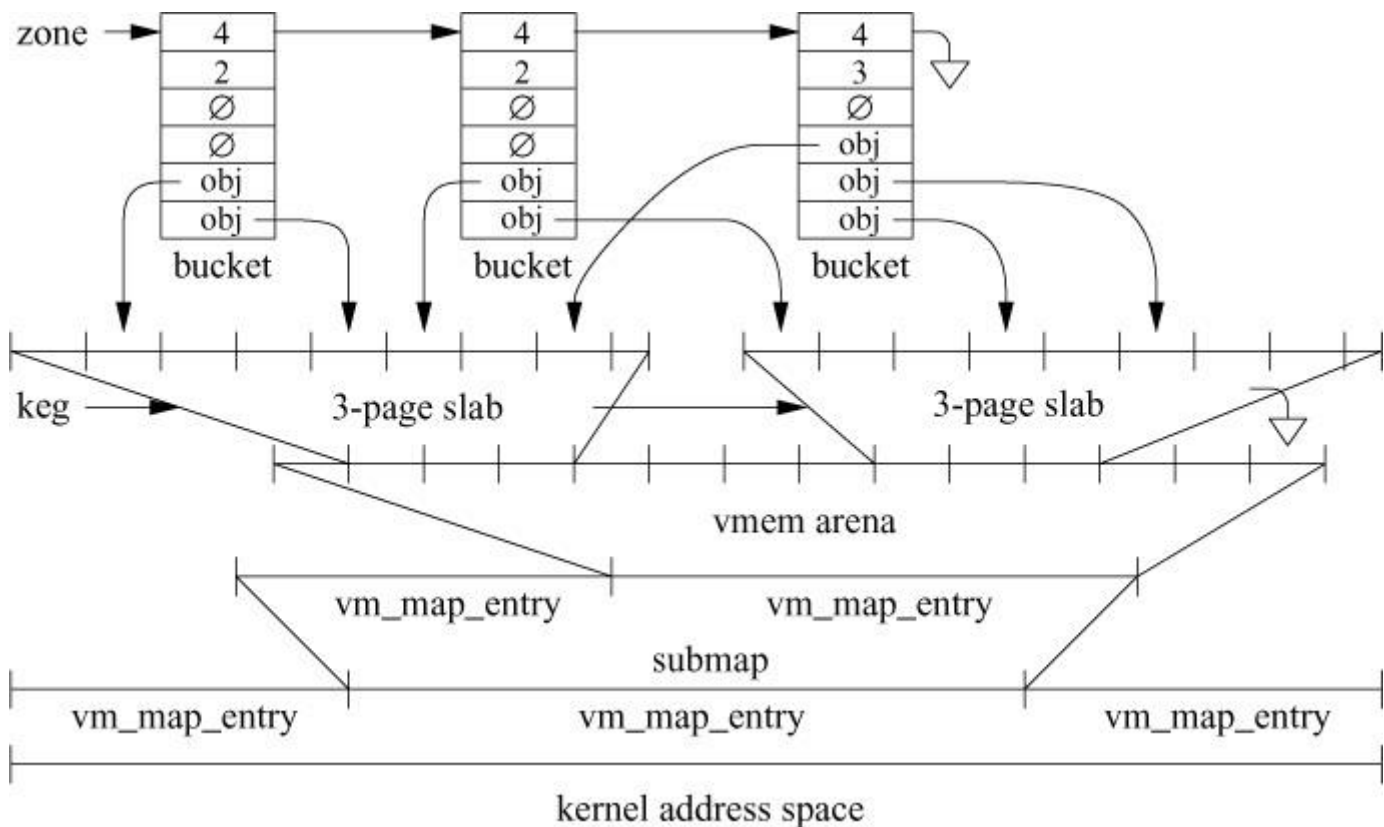 zone 4 4 4
2 2 3
∅ ∅ ∅
∅ ∅ obj
obj obj obj
obj obj obj
bucket bucket bucket
keg 3-page slab 3-page slab
vmem arena
vm_map_entry vm_map_entry
submap
vm_map_entry vm_map_entry vm_map_entry
kernel address space